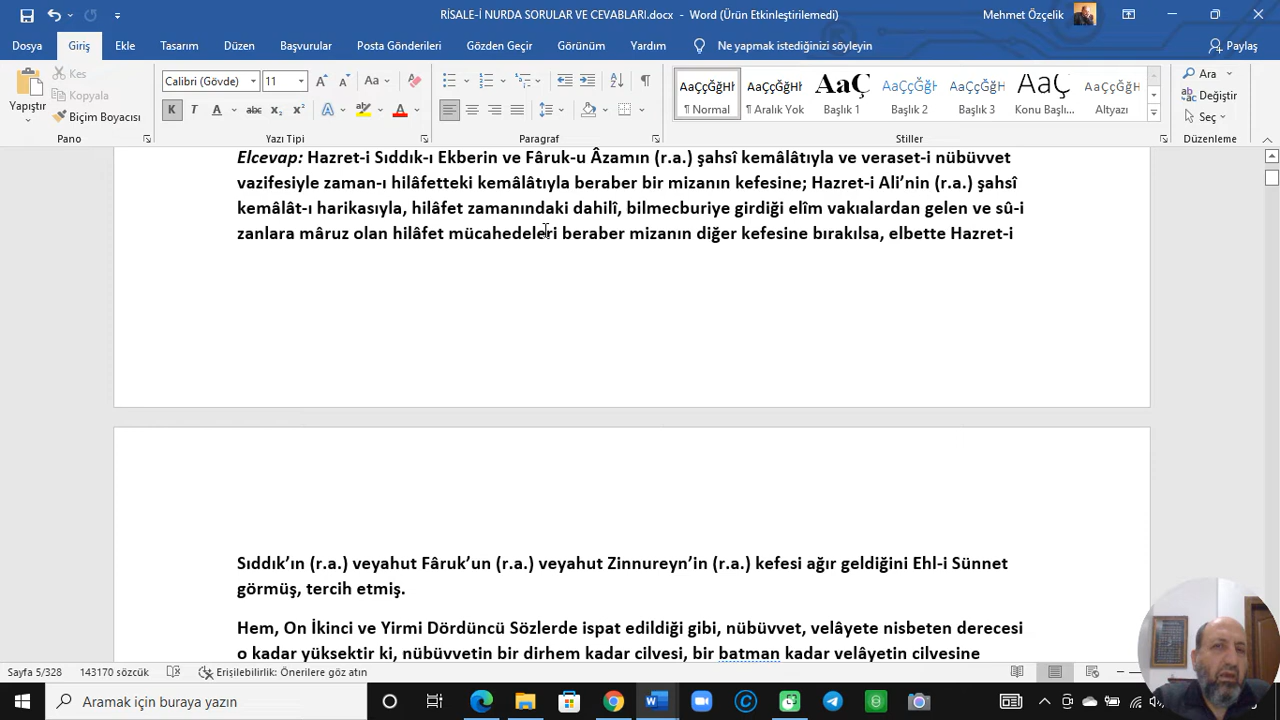 RİSALE-İ NURDA SORULAR VE CEVABLARI.docx - Word (Ürün Etkinleştirilemedi)
Mehmet Özçelik
Dosya Giriş Ekle Tasarım Düzen Başvurular Posta Gönderileri Gözden Geçir Görünüm Yardım Ne yapmak istediğinizi söyleyin Paylaş
Yapıştır
Kes
Kopyala
Biçim Boyacısı
Pano
Calibri (Gövde) 11
Yazı Tipi
Paragraf
AaÇçĞğHł AaÇçĞğHł AaÇ AaÇçĞğI AaÇçĞğH AaÇçĞğH AaÇçĞğHł
¶ Normal ¶ Aralık Yok Başlık 1 Başlık 2 Başlık 3 Konu Başlı... Altyazı
Stiller
Ara
Değiştir
Seç
Düzenleme
Elcevap: Hazret-i Sıddık-ı Ekberin ve Fâruk-u Âzamın (r.a.) şahsî kemâlâtıyla ve veraset-i nübüvvet
vazifesiyle zaman-ı hilâfetteki kemâlâtıyla beraber bir mizanın kefesine; Hazret-i Ali’nin (r.a.) şahsî
kemâlât-ı harikasıyla, hilâfet zamanındaki dahilî, bilmecburiye girdiği elîm vakıalardan gelen ve sû-i
zanlara mâruz olan hilâfet mücahedeleri beraber mizanın diğer kefesine bırakılsa, elbette Hazret-i
Sıddık’ın (r.a.) veyahut Fâruk’un (r.a.) veyahut Zinnureyn’in (r.a.) kefesi ağır geldiğini Ehl-i Sünnet
görmüş, tercih etmiş.
Hem, On İkinci ve Yirmi Dördüncü Sözlerde ispat edildiği gibi, nübüvvet, velâyete nisbeten derecesi
o kadar yüksektir ki, nübüvvetin bir dirhem kadar cilvesi, bir batman kadar velâyetin cilvesine
Sayfa 5/328 143170 sözcük Erişilebilirlik: Önerilere göz atın
Aramak için buraya yazın